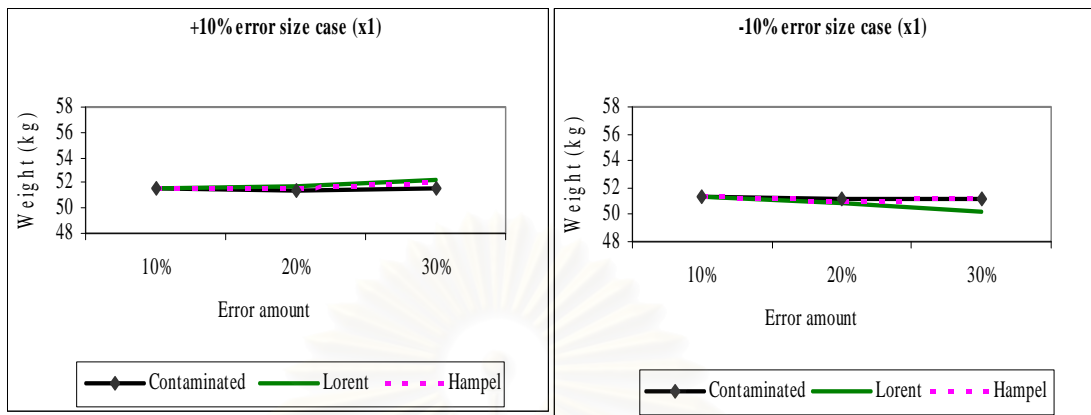 +10% error size case (x1)
Weight (kg)
58
56
54
52
50
48
10% 20% 30%
Error amount
Contaminated Lorent Hampel
-10% error size case (x1)
Weight (kg)
58
56
54
52
50
48
10% 20% 30%
Error amount
Contaminated Lorent Hampel